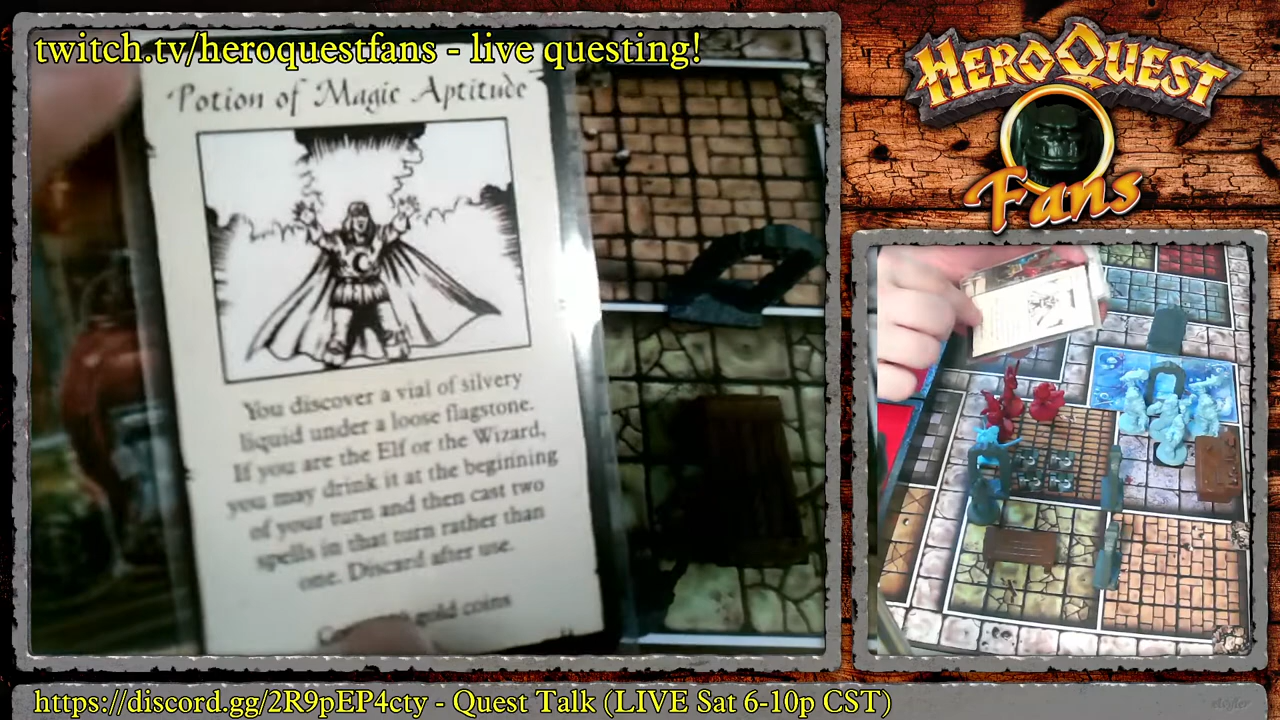 twitch.tv/heroquestfans - live questing!
HEROQUEST
Fans
Potion of Magic Aptitude
You discover a vial of silvery
liquid under a loose flagstone.
If you are the Elf or the Wizard,
you may drink it at the beginning
of your turn and then cast two
spells in that turn rather than
one. Discard after use.
gold coins
https://discord.gg/2R9pEP4cty - Quest Talk (LIVE Sat 6-10p CST)